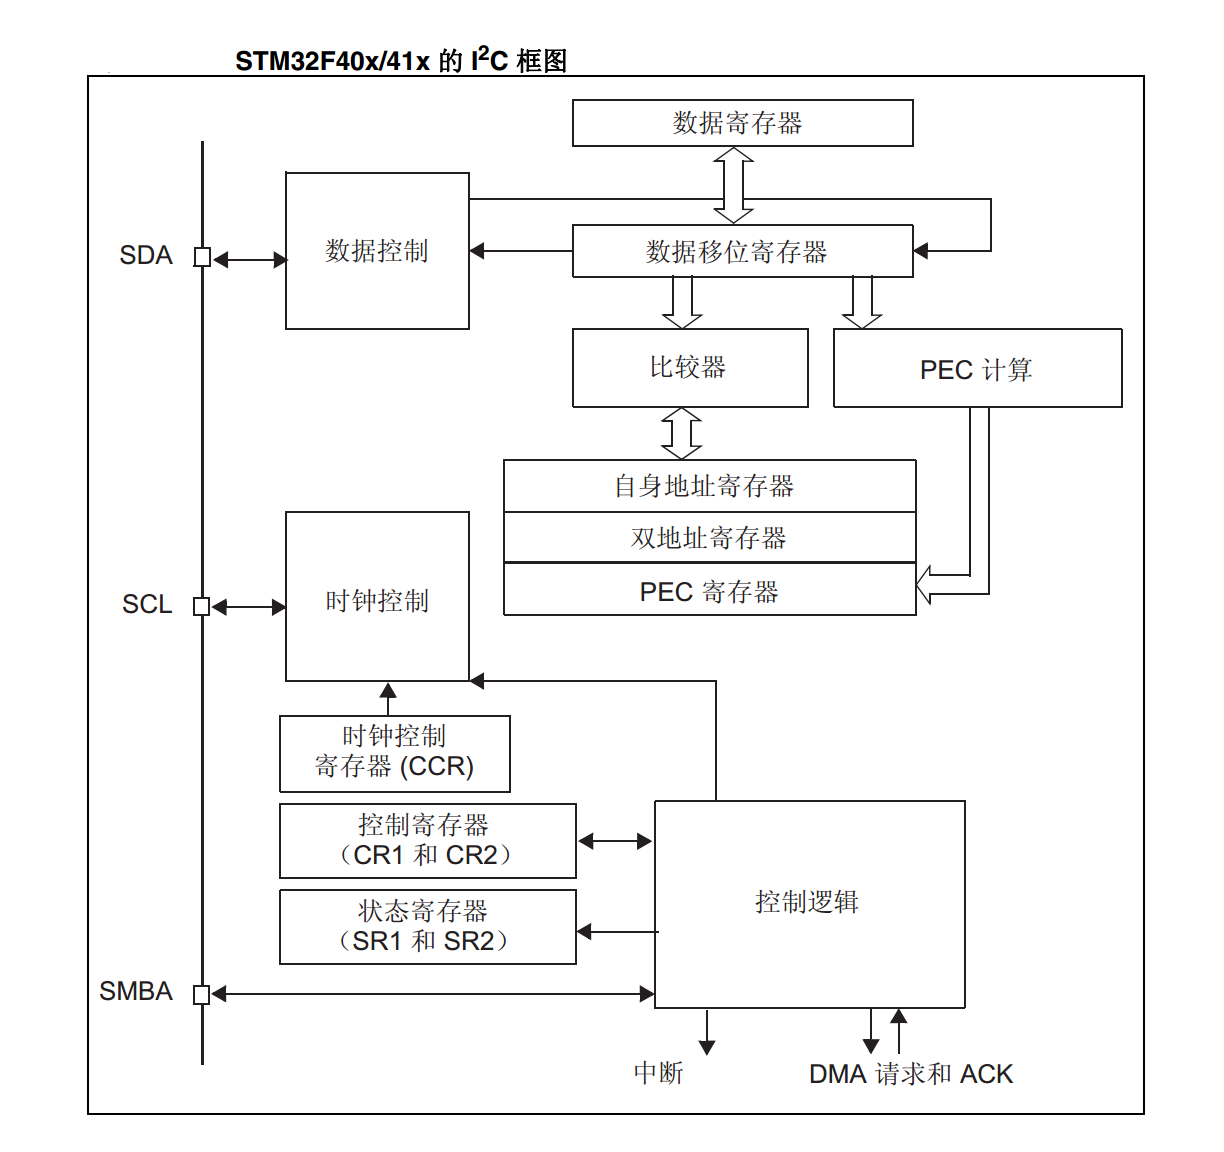 STM32F40x/41x 的 I²C 框图
数据寄存器
数据控制
SDA
数据移位寄存器
比较器
PEC 计算
自身地址寄存器
双地址寄存器
PEC 寄存器
SCL
时钟控制
时钟控制
寄存器 (CCR)
控制寄存器
（CR1 和 CR2）
状态寄存器
（SR1 和 SR2）
控制逻辑
SMBA
中断
DMA 请求和 ACK